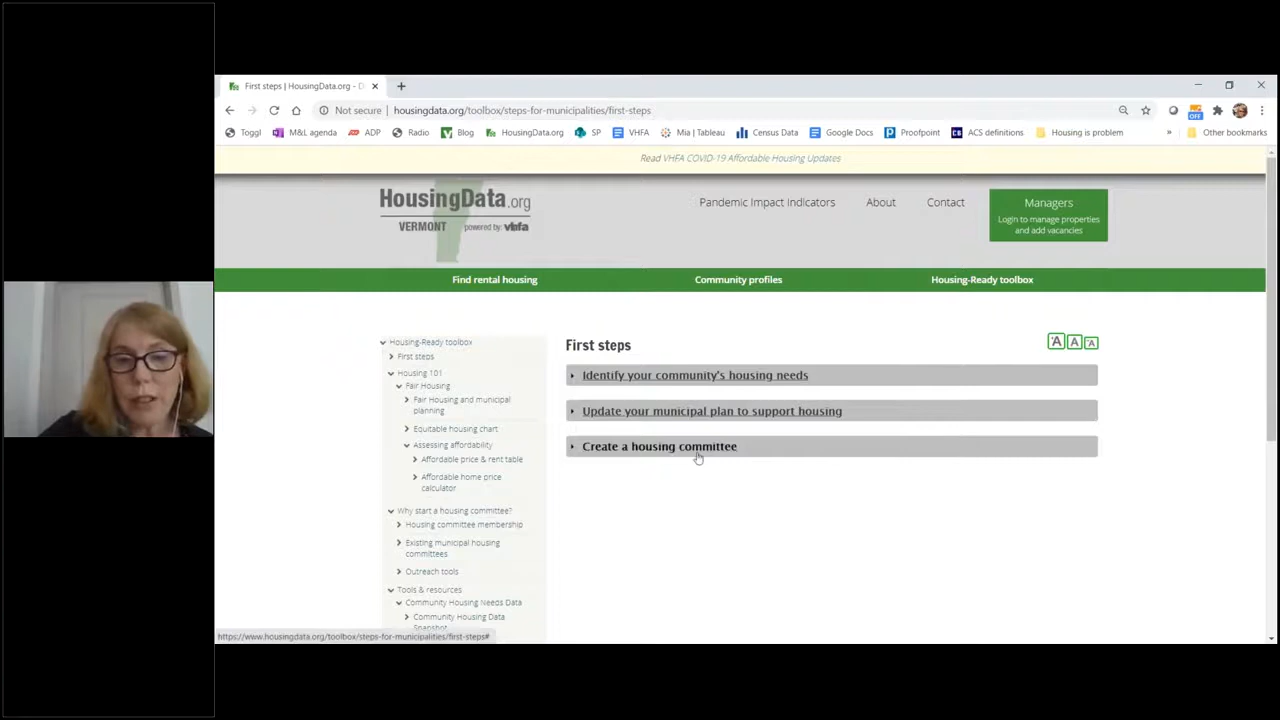 First steps | HousingData.org - D
Not secure | housingdata.org/toolbox/steps-for-municipalities/first-steps
OFF
Toggl M&L agenda ADP Radio Blog HousingData.org SP VHFA Mia | Tableau Census Data Google Docs Proofpoint CB ACS definitions Housing is problem » Other bookmarks
Read VHFA COVID-19 Affordable Housing Updates
HousingData.org
VERMONT powered by: vhfa
Pandemic Impact Indicators About Contact
Managers
Login to manage properties
and add vacancies
Find rental housing Community profiles Housing-Ready toolbox
Housing-Ready toolbox
First steps
Housing 101
Fair Housing
Fair Housing and municipal
planning
Equitable housing chart
Assessing affordability
Affordable price & rent table
Affordable home price
calculator
Why start a housing committee?
Housing committee membership
Existing municipal housing
committees
Outreach tools
Tools & resources
Community Housing Needs Data
Community Housing Data
Snapshot
First steps
A A A
Identify your community's housing needs
Update your municipal plan to support housing
Create a housing committee
https://www.housingdata.org/toolbox/steps-for-municipalities/first-steps#